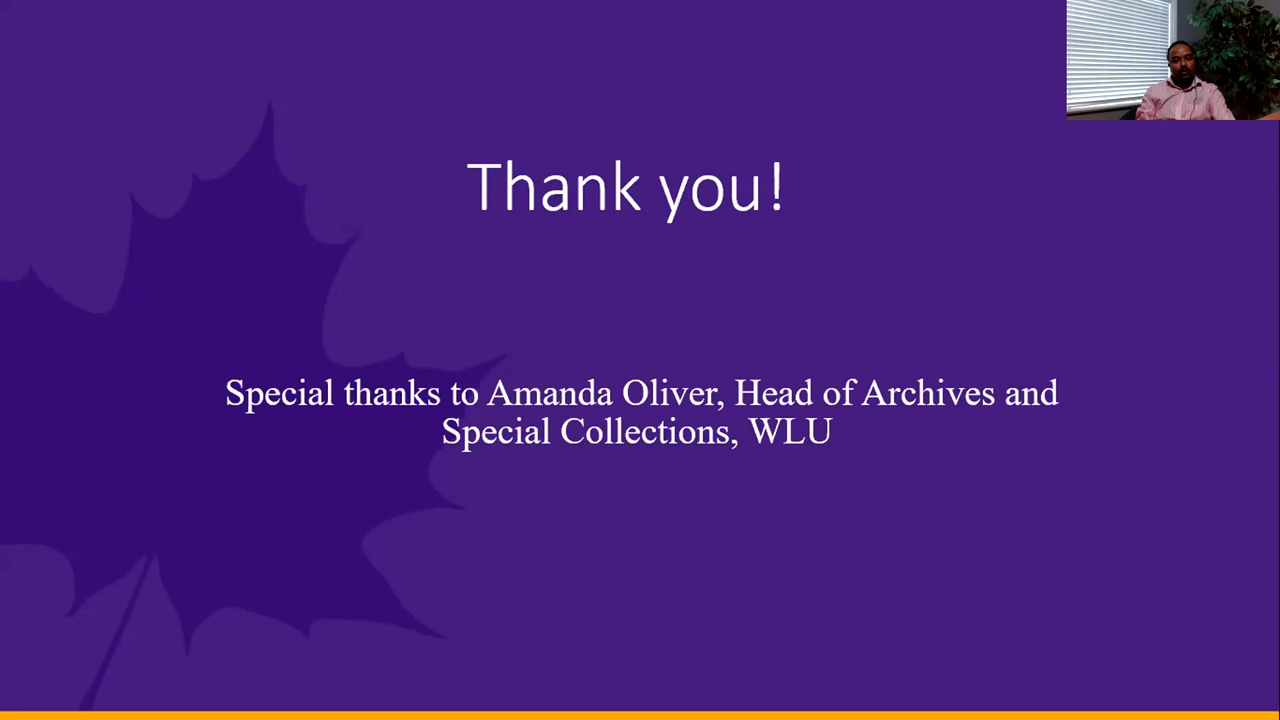 Thank you!
Special thanks to Amanda Oliver, Head of Archives and
Special Collections, WLU